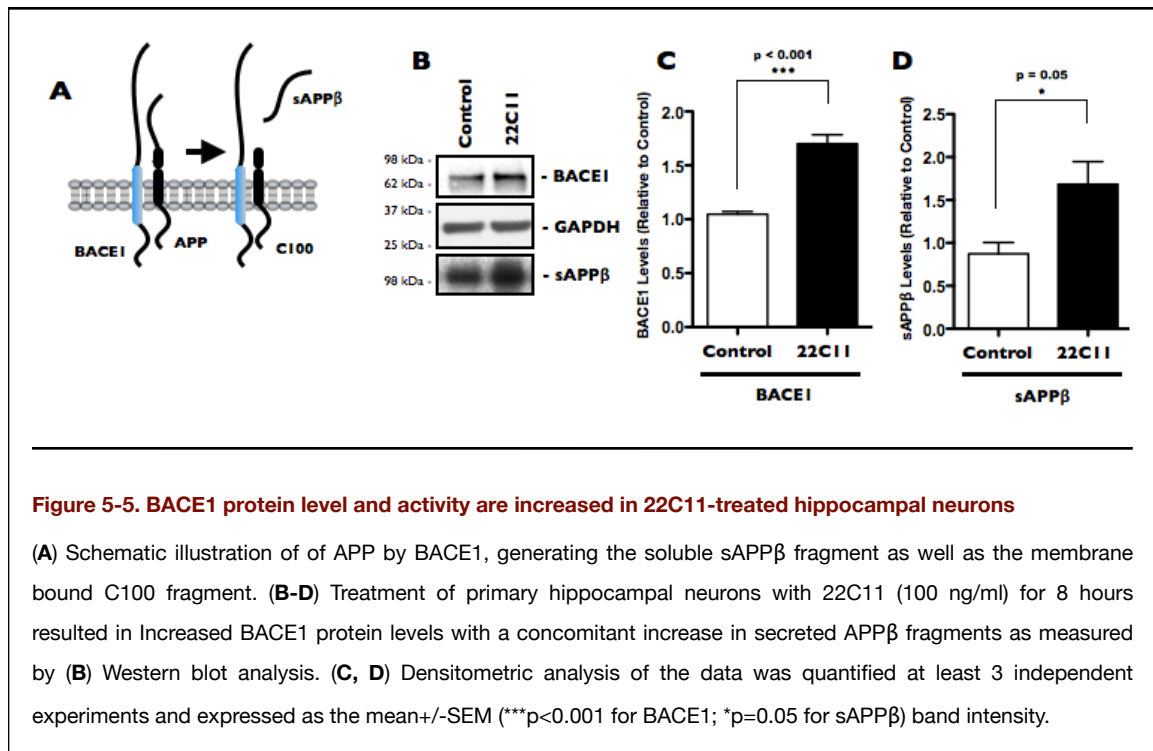 A
sAPPβ
BACE1
APP
C100
B
Control
22C11
98 kDa -
62 kDa -
- BACE1
37 kDa -
25 kDa -
- GAPDH
98 kDa -
- sAPPβ
C
p < 0.001
***
BACE1 Levels (Relative to Control)
2.0
1.5
1.0
0.5
0.0
Control
22C11
BACE1
D
p = 0.05
*
sAPPβ Levels (Relative to Control)
2.5
2.0
1.5
1.0
0.5
0.0
Control
22C11
sAPPβ
Figure 5-5. BACE1 protein level and activity are increased in 22C11-treated hippocampal neurons
(A) Schematic illustration of of APP by BACE1, generating the soluble sAPPβ fragment as well as the membrane
bound C100 fragment. (B-D) Treatment of primary hippocampal neurons with 22C11 (100 ng/ml) for 8 hours
resulted in Increased BACE1 protein levels with a concomitant increase in secreted APPβ fragments as measured
by (B) Western blot analysis. (C, D) Densitometric analysis of the data was quantified at least 3 independent
experiments and expressed as the mean+/-SEM (***p<0.001 for BACE1; *p=0.05 for sAPPβ) band intensity.